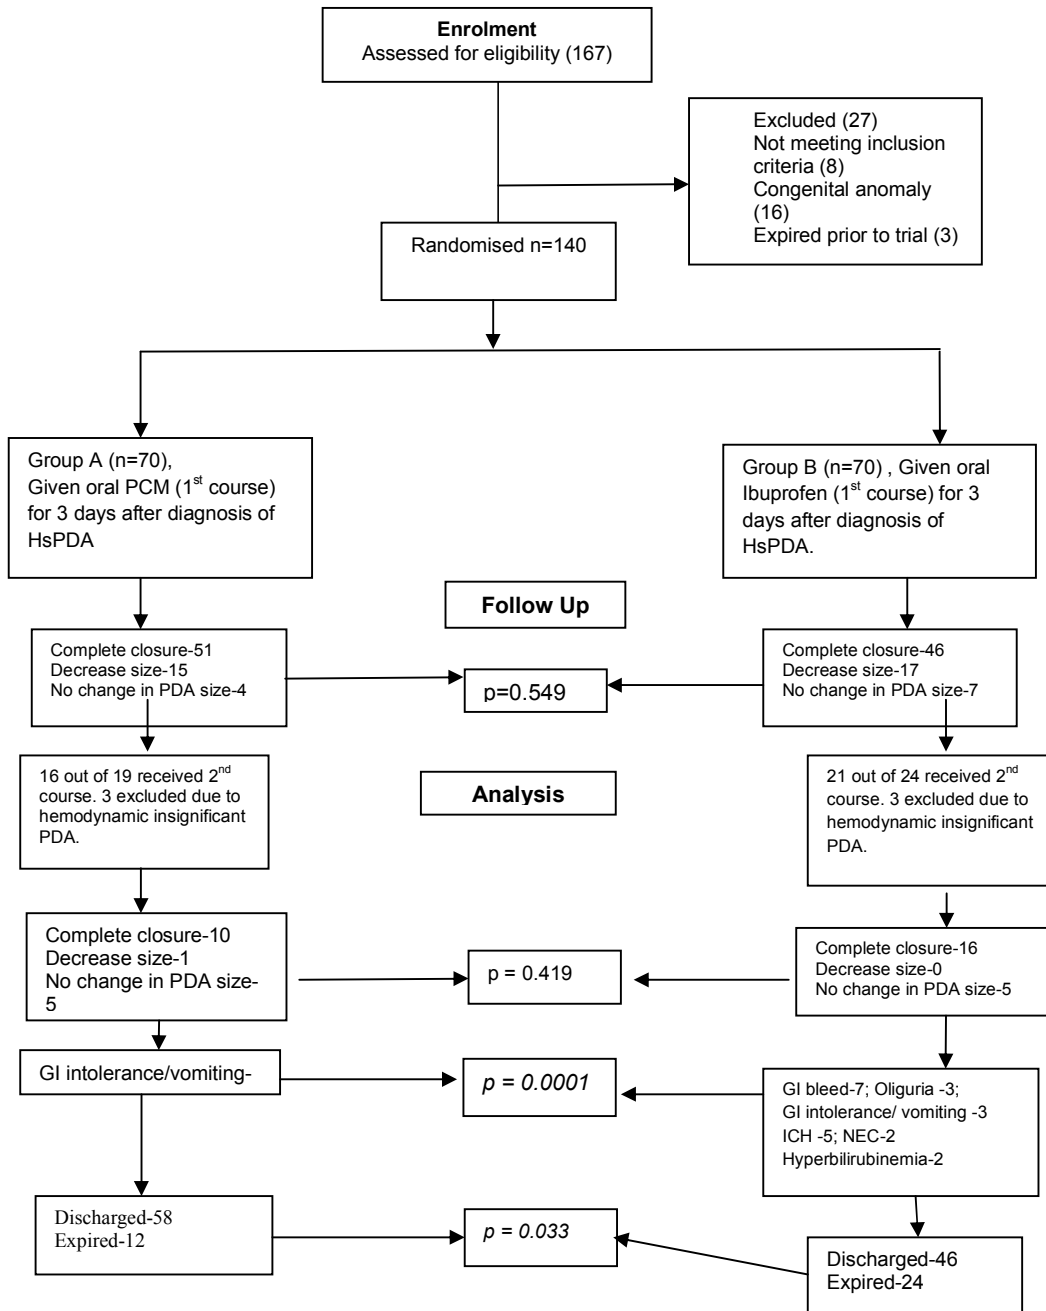 Enrolment
Assessed for eligibility (167)
Excluded (27)
Not meeting inclusion
criteria (8)
Congenital anomaly
(16)
Expired prior to trial (3)
Randomised n=140
Group A (n=70),
Given oral PCM (1st course)
for 3 days after diagnosis of
HsPDA
Group B (n=70) , Given oral
Ibuprofen (1st course) for 3
days after diagnosis of
HsPDA.
Follow Up
Complete closure-51
Decrease size-15
No change in PDA size-4
p=0.549
Complete closure-46
Decrease size-17
No change in PDA size-7
16 out of 19 received 2nd
course. 3 excluded due to
hemodynamic insignificant
PDA.
Analysis
21 out of 24 received 2nd
course. 3 excluded due to
hemodynamic insignificant
PDA.
Complete closure-10
Decrease size-1
No change in PDA size-
5
p = 0.419
Complete closure-16
Decrease size-0
No change in PDA size-5
GI intolerance/vomiting-
p = 0.0001
GI bleed-7; Oliguria -3;
GI intolerance/ vomiting -3
ICH -5; NEC-2
Hyperbilirubinemia-2
Discharged-58
Expired-12
p = 0.033
Discharged-46
Expired-24